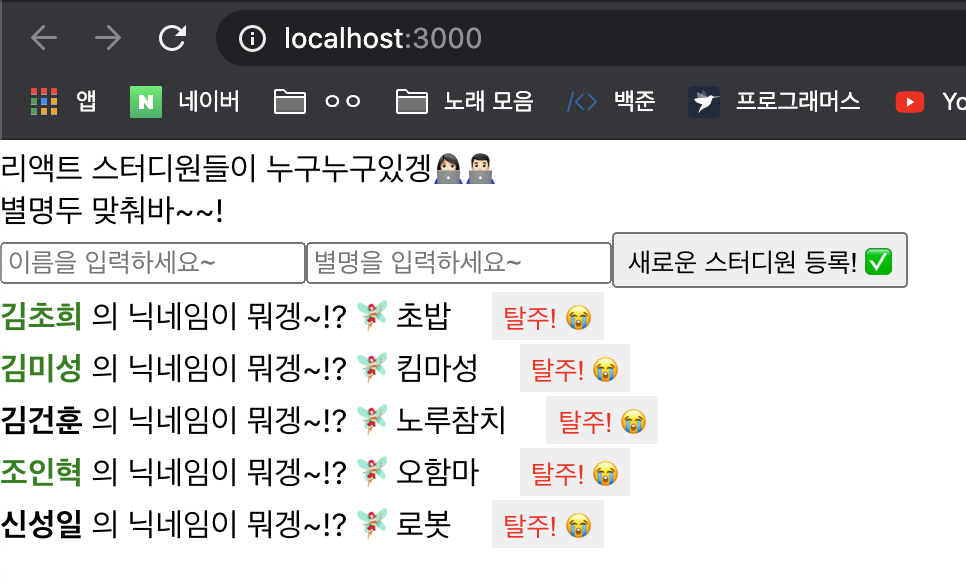 localhost:3000
앱 네이버 ㅇㅇ 노래 모음 백준 프로그래머스 Yo
리액트 스터디원들이 누구누구있겡👩🏻‍💻👨🏻‍💻
별명두 맞춰바~~!
이름을 입력하세요~ 별명을 입력하세요~ 새로운 스터디원 등록! ✅
김초희 의 닉네임이 뭐겡~!? 🧚🏻‍♀️ 초밥 탈주! 😭
김미성 의 닉네임이 뭐겡~!? 🧚🏻‍♀️ 킴마성 탈주! 😭
김건훈 의 닉네임이 뭐겡~!? 🧚🏻‍♀️ 노루참치 탈주! 😭
조인혁 의 닉네임이 뭐겡~!? 🧚🏻‍♀️ 오함마 탈주! 😭
신성일 의 닉네임이 뭐겡~!? 🧚🏻‍♀️ 로봇 탈주! 😭